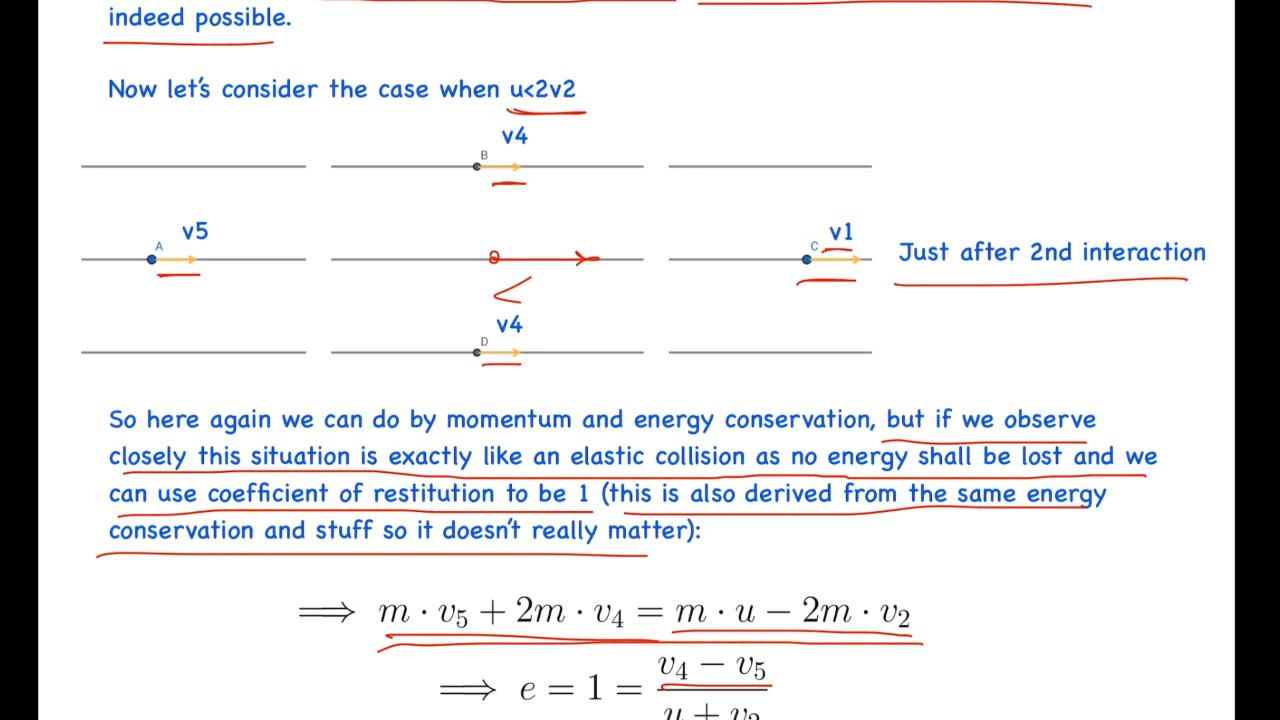 indeed possible.
Now let's consider the case when u<2v2
v4
B
v5
A
v1
C
Just after 2nd interaction
v4
D
So here again we can do by momentum and energy conservation, but if we observe
closely this situation is exactly like an elastic collision as no energy shall be lost and we
can use coefficient of restitution to be 1 (this is also derived from the same energy
conservation and stuff so it doesn't really matter):
⟹ m · v₅ + 2m · v₄ = m · u − 2m · v₂
⟹ e = 1 = v₄ − v₅
u + v₂